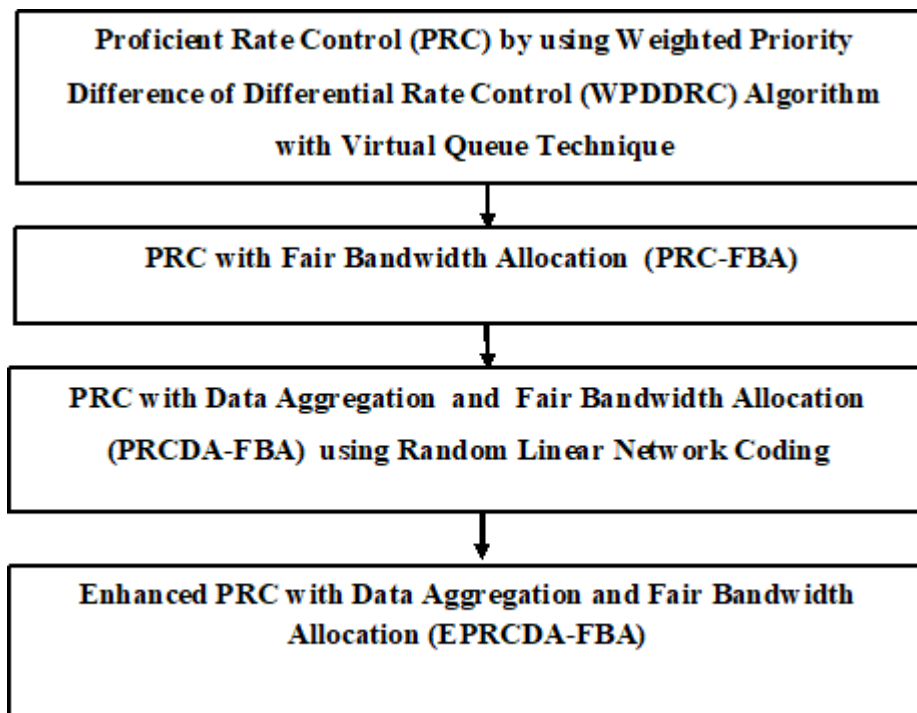 Proficient Rate Control (PRC) by using Weighted Priority
Difference of Differential Rate Control (WPDDRC) Algorithm
with Virtual Queue Technique
PRC with Fair Bandwidth Allocation (PRC-FBA)
PRC with Data Aggregation and Fair Bandwidth Allocation
(PRCDA-FBA) using Random Linear Network Coding
Enhanced PRC with Data Aggregation and Fair Bandwidth
Allocation (EPRCDA-FBA)